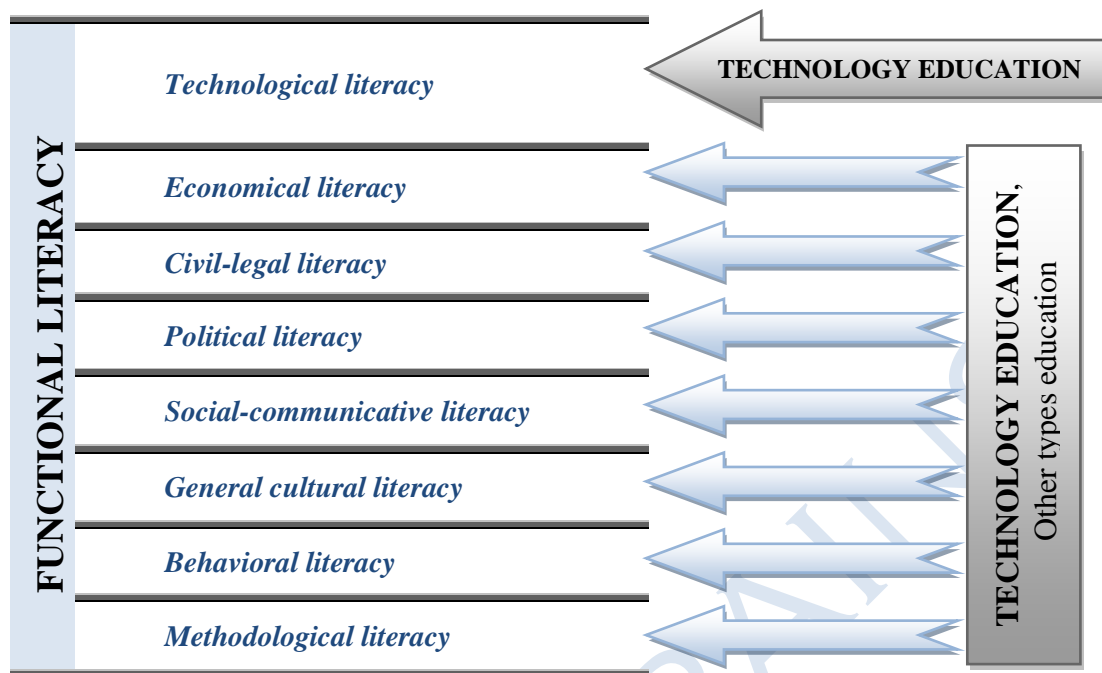 FUNCTIONAL LITERACY
Technological literacy
TECHNOLOGY EDUCATION
Economical literacy
Civil-legal literacy
Political literacy
Social-communicative literacy
General cultural literacy
Behavioral literacy
Methodological literacy
TECHNOLOGY EDUCATION,
Other types education